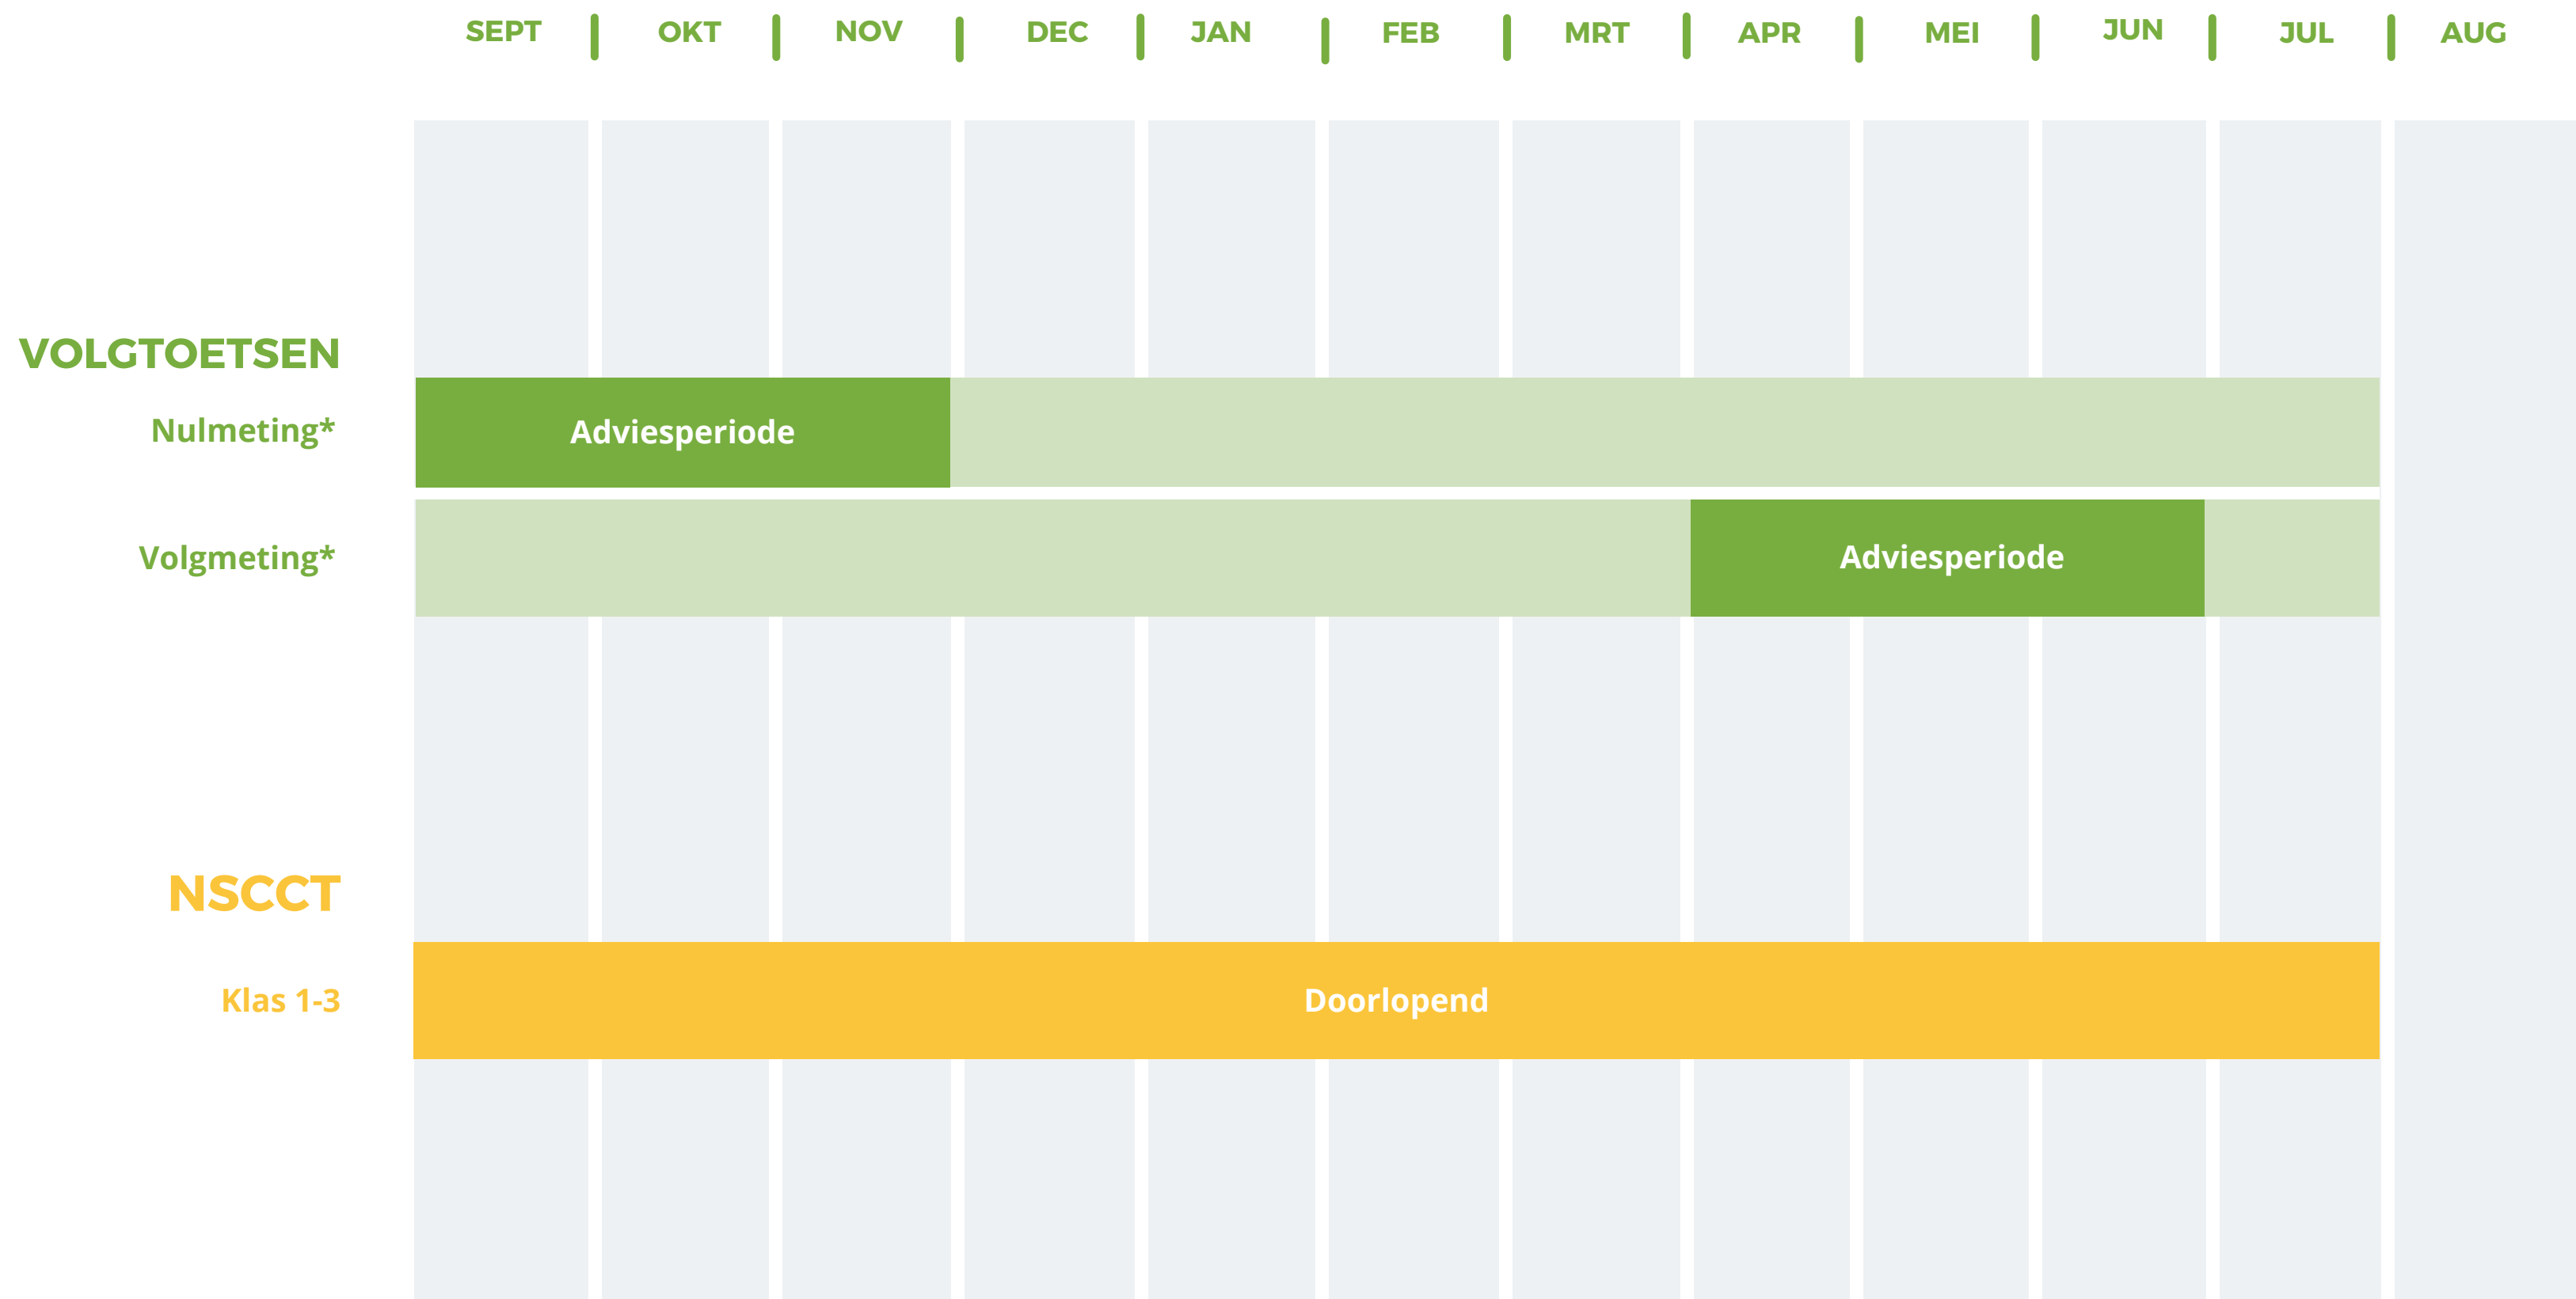 SEPT OKT NOV DEC JAN FEB MRT APR MEI JUN JUL AUG
VOLGTOETSEN
Nulmeting* Adviesperiode
Volgmeting* Adviesperiode
NSCCT
Klas 1-3 Doorlopend